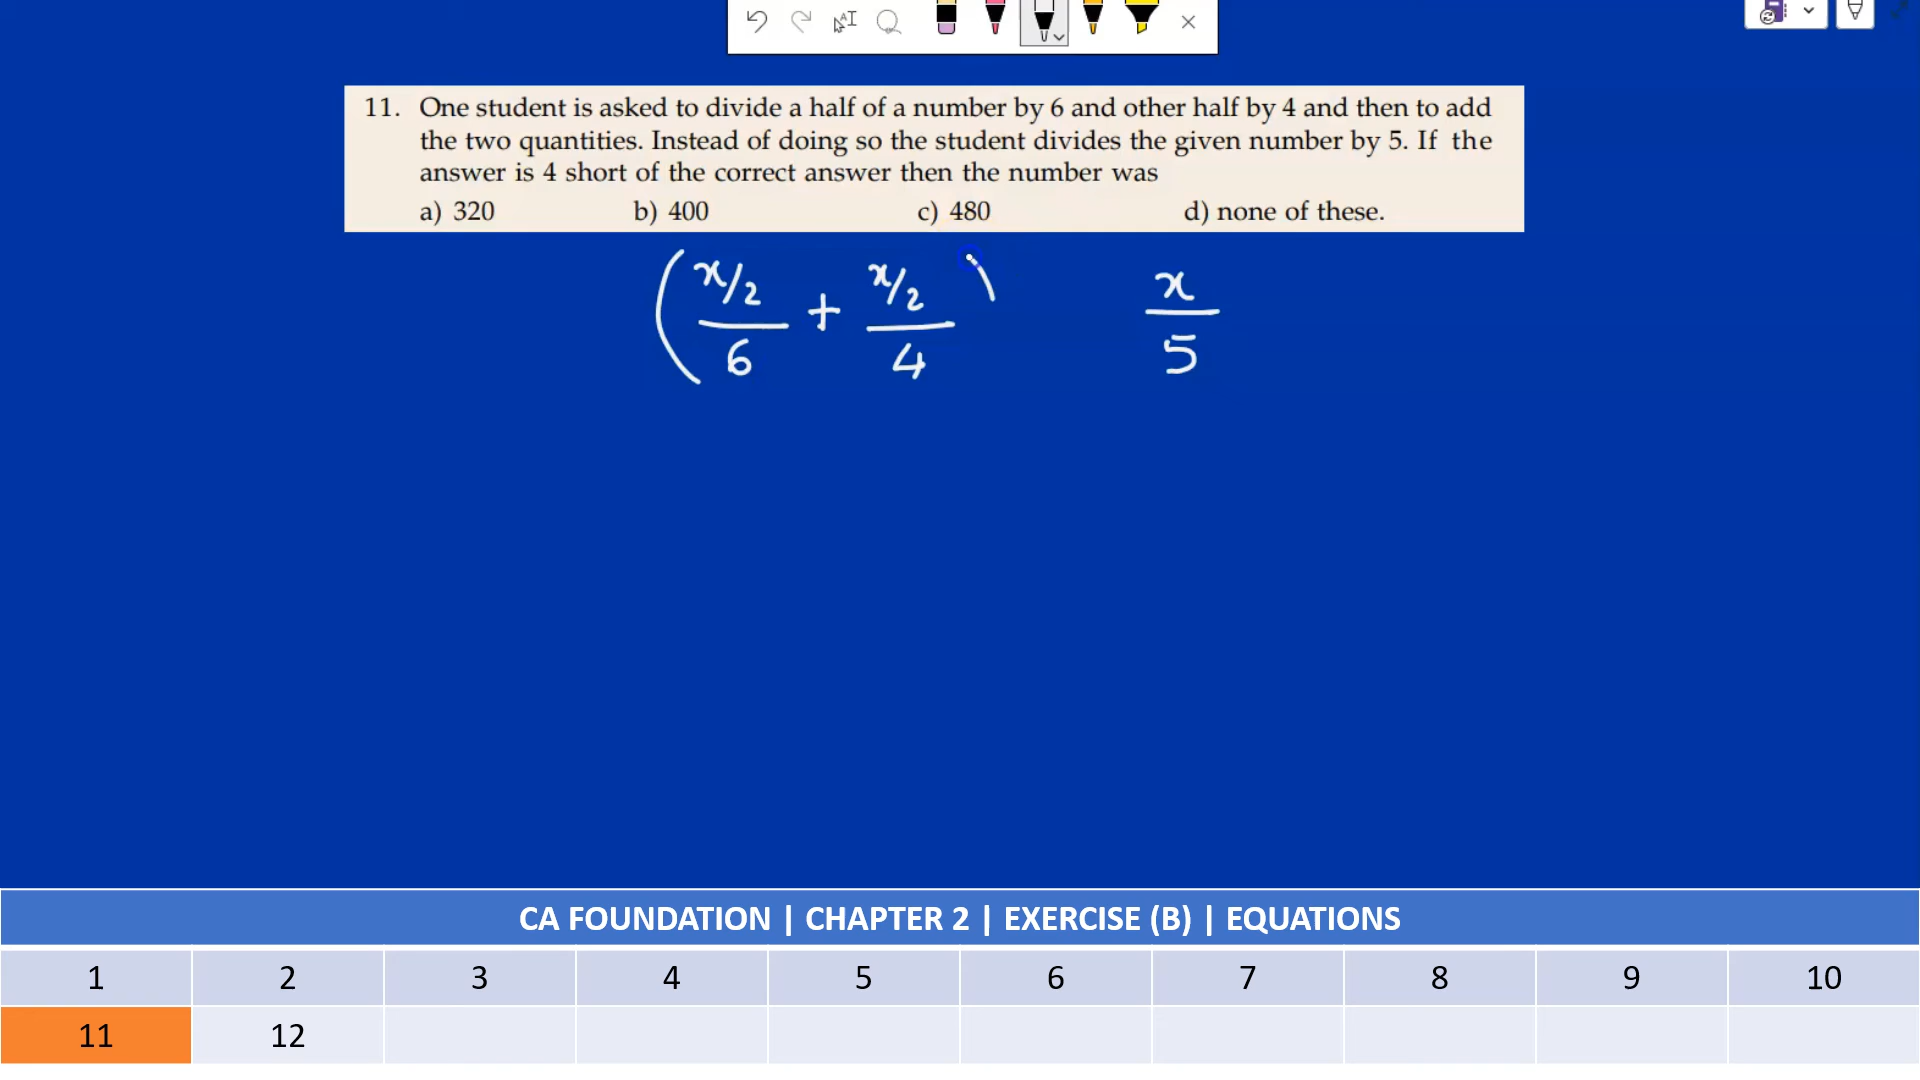 11. One student is asked to divide a half of a number by 6 and other half by 4 and then to add
the two quantities. Instead of doing so the student divides the given number by 5. If the
answer is 4 short of the correct answer then the number was
a) 320 b) 400 c) 480 d) none of these.
(x/2 / 6 + x/2 / 4) x / 5
CA FOUNDATION | CHAPTER 2 | EXERCISE (B) | EQUATIONS
1 2 3 4 5 6 7 8 9 10
11 12